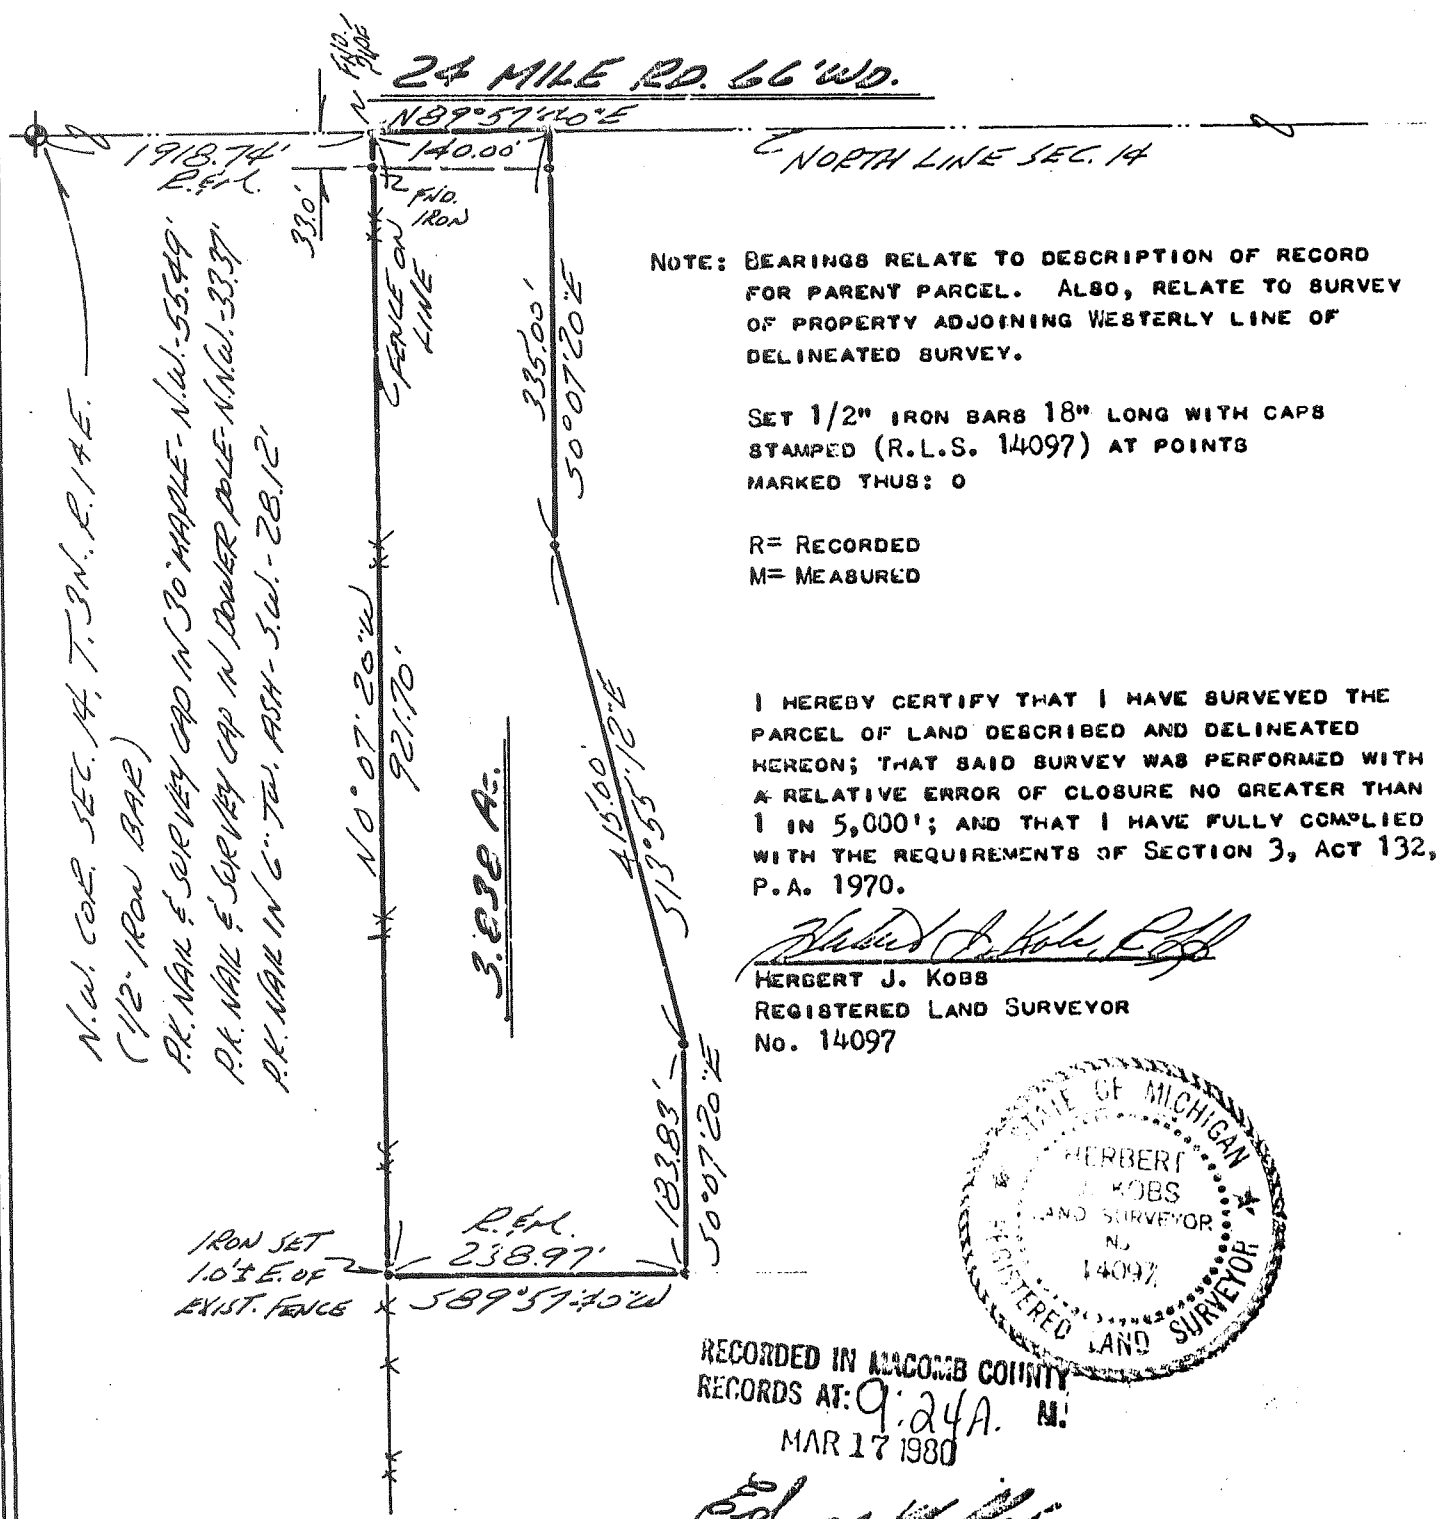 FND. PIPE
24 MILE RD. 66' WD.
N89°57'40"E
1918.74'
R.&M.
140.00'
NORTH LINE SEC. 14
33.0'
FND.
IRON
FENCE ON
LINE
335.00'
S0°07'20"E
NOTE: BEARINGS RELATE TO DESCRIPTION OF RECORD
FOR PARENT PARCEL. ALSO, RELATE TO SURVEY
OF PROPERTY ADJOINING WESTERLY LINE OF
DELINEATED SURVEY.
SET 1/2" IRON BARS 18" LONG WITH CAPS
STAMPED (R.L.S. 14097) AT POINTS
MARKED THUS: O
R= RECORDED
M= MEASURED
N.W. COR. SEC. 14, T.3N., R.14E.
(1/2" IRON BAR)
P.K. NAIL & SURVEY CAP IN 30" MAPLE - N.W. - 55.49'
P.K. NAIL & SURVEY CAP IN POWER POLE - N.N.W. - 33.37'
P.K. NAIL IN 6" TW. ASH - S.W. - 28.12'
N0°07'20"W
921.70'
3.838 Ac.
415.00'
S13°55'12"E
I HEREBY CERTIFY THAT I HAVE SURVEYED THE
PARCEL OF LAND DESCRIBED AND DELINEATED
HEREON; THAT SAID SURVEY WAS PERFORMED WITH
A RELATIVE ERROR OF CLOSURE NO GREATER THAN
1 IN 5,000'; AND THAT I HAVE FULLY COMPLIED
WITH THE REQUIREMENTS OF SECTION 3, ACT 132,
P.A. 1970.
Herbert J. Kobs, RLS
HERBERT J. KOBS
REGISTERED LAND SURVEYOR
No. 14097
183.83'
S0°07'20"E
STATE OF MICHIGAN
HERBERT
J. KOBS
LAND SURVEYOR
No.
14097
REGISTERED LAND SURVEYOR
IRON SET
1.0'± E. OF
EXIST. FENCE
R.&M.
238.97'
S89°57'40"W
RECORDED IN MACOMB COUNTY
RECORDS AT: 9:24 A. M.
MAR 17 1980